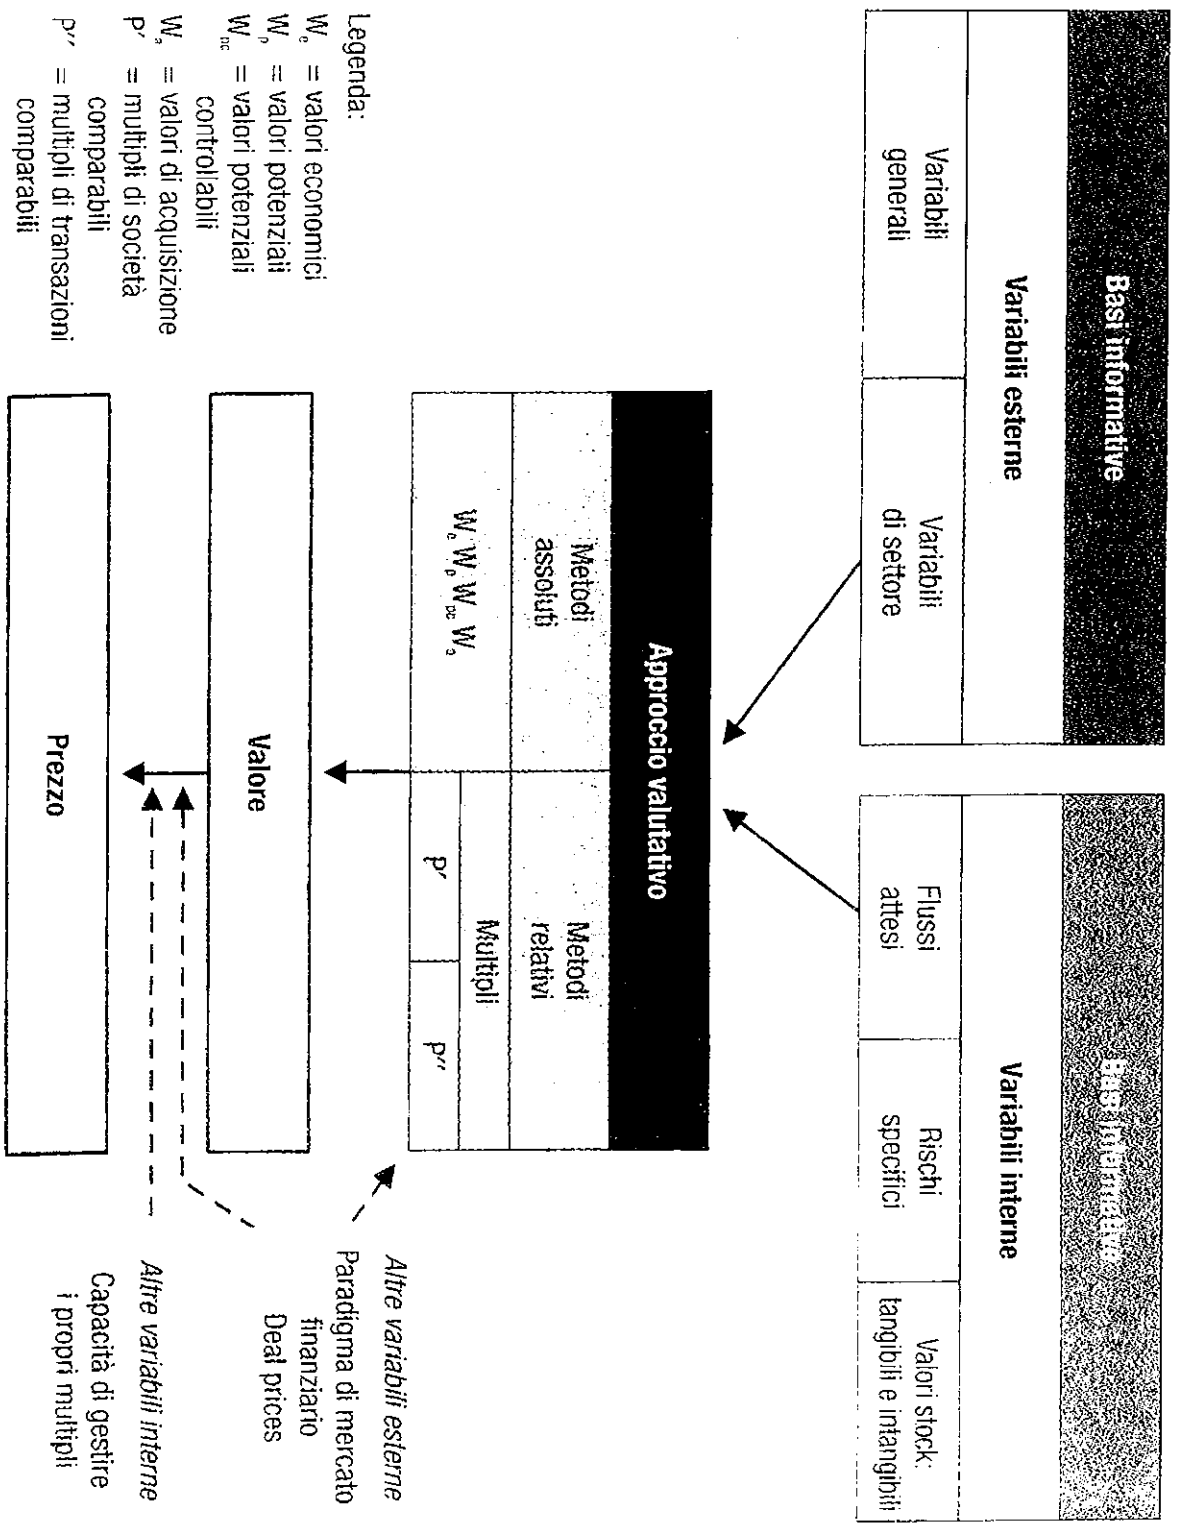 Basi informative
Basi informative
Variabili esterne
Variabili interne
Variabili
generali
Variabili
di settore
Flussi
attesi
Rischi
specifici
Valori stock:
tangibili e intangibili
Approccio valutativo
Metodi
assoluti
Metodi
relativi
We Wp Wpc Wa
Multipli
P′
P′′
Valore
Prezzo
Altre variabili esterne
Paradigma di mercato
finanziario
Deal prices
Altre variabili interne
Capacità di gestire
i propri multipli
Legenda:
We = valori economici
Wp = valori potenziali
Wpc = valori potenziali
controllabili
Wa = valori di acquisizione
P′ = multipli di società
comparabili
P′′ = multipli di transazioni
comparabili